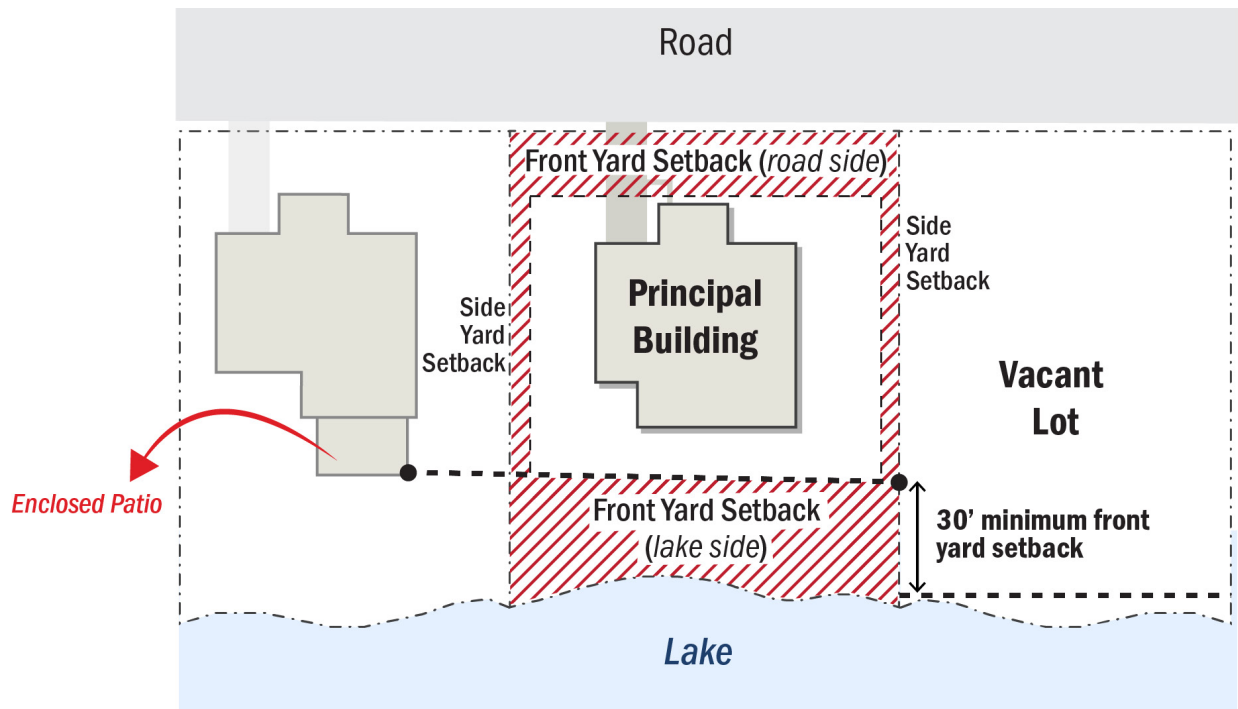 Road
Front Yard Setback (road side)
Side
Yard
Setback
Principal
Building
Side
Yard
Setback
Vacant
Lot
Enclosed Patio
Front Yard Setback
(lake side)
30’ minimum front
yard setback
Lake